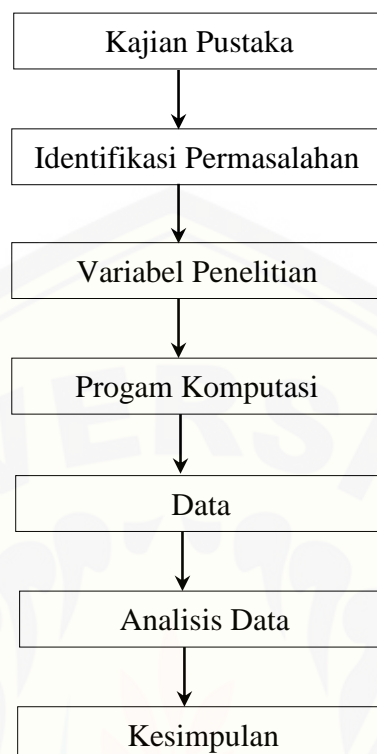 Kajian Pustaka
Identifikasi Permasalahan
Variabel Penelitian
Progam Komputasi
Data
Analisis Data
Kesimpulan